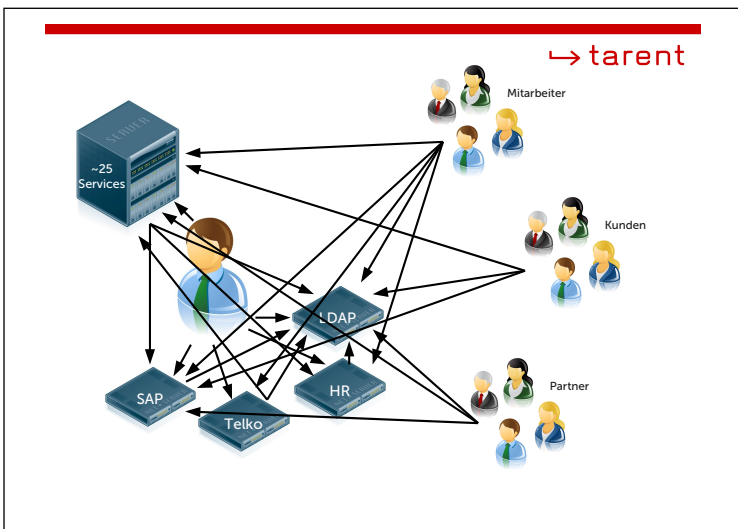 tarent
Mitarbeiter
SERVER
~25
Services
Kunden
LDAP
SAP
HR
Telko
Partner